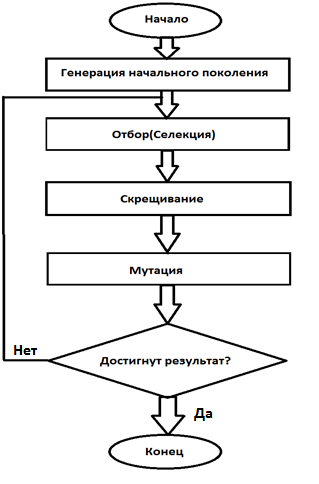 Начало
Генерация начального поколения
Отбор(Селекция)
Скрещивание
Мутация
Достигнут результат?
Нет
Да
Конец